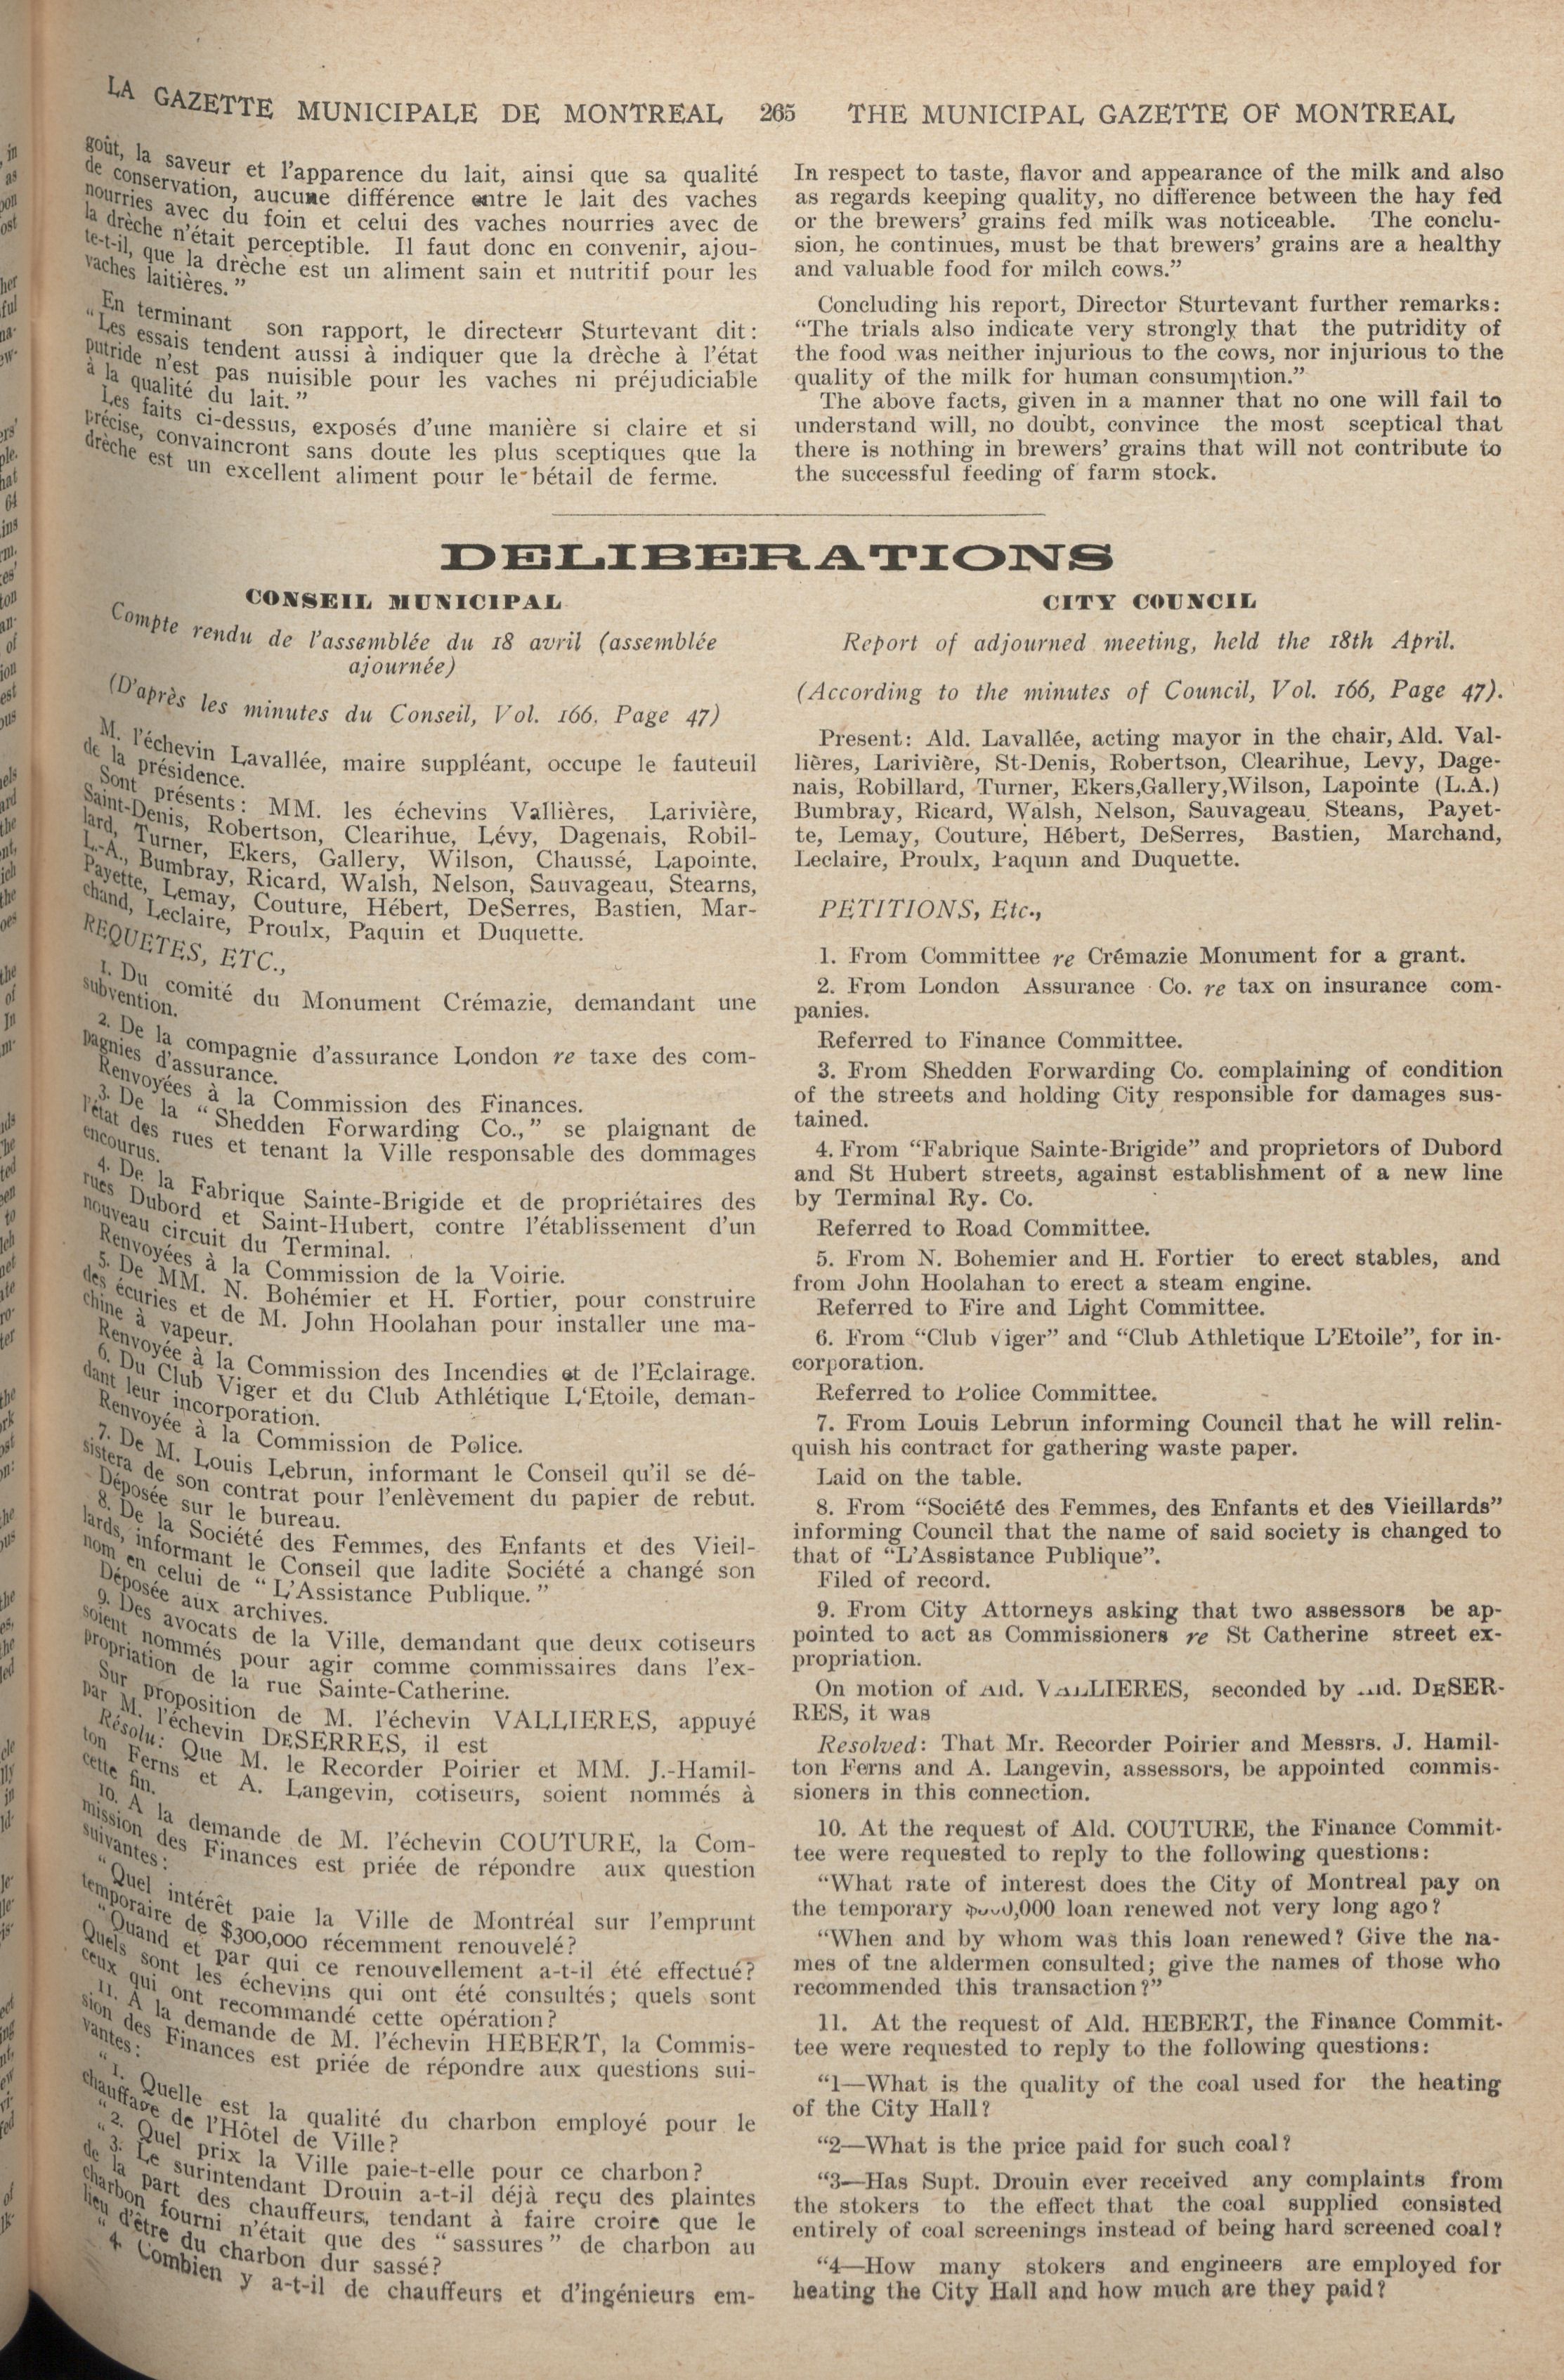 LA GAZETTE MUNICIPALE DE MONTREAL 265 THE MUNICIPAL GAZETTE OF MONTREAL
goût, la saveur et l'apparence du lait, ainsi que sa qualité
de conservation, aucune différence entre le lait des vaches
nourries avec du foin et celui des vaches nourries avec de
la drèche n'était perceptible. Il faut donc en convenir, ajou-
te-t-il, que la drèche est un aliment sain et nutritif pour les
vaches laitières."
En terminant son rapport, le directeur Sturtevant dit:
"Les essais tendent aussi à indiquer que la drèche à l'état
putride n'est pas nuisible pour les vaches ni préjudiciable
à la qualité du lait."
Les faits ci-dessus, exposés d'une manière si claire et si
précise, convaincront sans doute les plus sceptiques que la
drèche est un excellent aliment pour le bétail de ferme.
In respect to taste, flavor and appearance of the milk and also
as regards keeping quality, no difference between the hay fed
or the brewers' grains fed milk was noticeable. The conclu-
sion, he continues, must be that brewers' grains are a healthy
and valuable food for milch cows."
Concluding his report, Director Sturtevant further remarks:
"The trials also indicate very strongly that the putridity of
the food was neither injurious to the cows, nor injurious to the
quality of the milk for human consumption."
The above facts, given in a manner that no one will fail to
understand will, no doubt, convince the most sceptical that
there is nothing in brewers' grains that will not contribute to
the successful feeding of farm stock.
DELIBERATIONS
CONSEIL MUNICIPAL
Compte rendu de l'assemblée du 18 avril (assemblée
ajournée)
(D'après les minutes du Conseil, Vol. 166, Page 47)
M. l'échevin Lavallée, maire suppléant, occupe le fauteuil
de la présidence.
Sont présents: MM. les échevins Vallières, Larivière,
Saint-Denis, Robertson, Clearihue, Lévy, Dagenais, Robil-
lard, Turner, Ekers, Gallery, Wilson, Chaussé, Lapointe,
L.-A., Bumbray, Ricard, Walsh, Nelson, Sauvageau, Stearns,
Payette, Lemay, Couture, Hébert, DeSerres, Bastien, Mar-
chand, Leclaire, Proulx, Paquin et Duquette.
REQUETES, ETC.,
1. Du comité du Monument Crémazie, demandant une
subvention.
2. De la compagnie d'assurance London re taxe des com-
pagnies d'assurance.
Renvoyées à la Commission des Finances.
3. De la "Shedden Forwarding Co.," se plaignant de
l'état des rues et tenant la Ville responsable des dommages
encourus.
4. De la Fabrique Sainte-Brigide et de propriétaires des
rues Dubord et Saint-Hubert, contre l'établissement d'un
nouveau circuit du Terminal.
Renvoyées à la Commission de la Voirie.
5. De MM. N. Bohémier et H. Fortier, pour construire
des écuries et de M. John Hoolahan pour installer une ma-
chine à vapeur.
Renvoyée à la Commission des Incendies et de l'Eclairage.
6. Du Club Viger et du Club Athlétique L'Etoile, deman-
dant leur incorporation.
Renvoyée à la Commission de Police.
7. De M. Louis Lebrun, informant le Conseil qu'il se dé-
sistera de son contrat pour l'enlèvement du papier de rebut.
Déposée sur le bureau.
8. De la Société des Femmes, des Enfants et des Vieil-
lards, informant le Conseil que ladite Société a changé son
nom en celui de "L'Assistance Publique."
Déposée aux archives.
9. Des avocats de la Ville, demandant que deux cotiseurs
soient nommés pour agir comme commissaires dans l'ex-
propriation de la rue Sainte-Catherine.
Sur proposition de M. l'échevin VALLIERES, appuyé
par M. l'échevin DESERRES, il est
Résolu: Que M. le Recorder Poirier et MM. J.-Hamil-
ton Ferns et A. Langevin, cotiseurs, soient nommés à
cette fin.
10. A la demande de M. l'échevin COUTURE, la Com-
mission des Finances est priée de répondre aux question
suivantes:
"Quel intérêt paie la Ville de Montréal sur l'emprunt
temporaire de $300,000 récemment renouvelé?
"Quand et par qui ce renouvellement a-t-il été effectué?
Quels sont les échevins qui ont été consultés; quels sont
ceux qui ont recommandé cette opération?
11. A la demande de M. l'échevin HEBERT, la Commis-
sion des Finances est priée de répondre aux questions sui-
vantes:
"1. Quelle est la qualité du charbon employé pour le
chauffage de l'Hôtel de Ville?
"2. Quel prix la Ville paie-t-elle pour ce charbon?
"3. Le surintendant Drouin a-t-il déjà reçu des plaintes
de la part des chauffeurs, tendant à faire croire que le
charbon fourni n'était que des "sassures" de charbon au
lieu d'être du charbon dur sassé?
"4. Combien y a-t-il de chauffeurs et d'ingénieurs em-
CITY COUNCIL
Report of adjourned meeting, held the 18th April.
(According to the minutes of Council, Vol. 166, Page 47).
Present: Ald. Lavallée, acting mayor in the chair, Ald. Val-
lières, Larivière, St-Denis, Robertson, Clearihue, Levy, Dage-
nais, Robillard, Turner, Ekers,Gallery,Wilson, Lapointe (L.A.)
Bumbray, Ricard, Walsh, Nelson, Sauvageau, Steans, Payet-
te, Lemay, Couture, Hébert, DeSerres, Bastien, Marchand,
Leclaire, Proulx, Paquin and Duquette.
PETITIONS, Etc.,
1. From Committee re Crémazie Monument for a grant.
2. From London Assurance Co. re tax on insurance com-
panies.
Referred to Finance Committee.
3. From Shedden Forwarding Co. complaining of condition
of the streets and holding City responsible for damages sus-
tained.
4. From "Fabrique Sainte-Brigide" and proprietors of Dubord
and St Hubert streets, against establishment of a new line
by Terminal Ry. Co.
Referred to Road Committee.
5. From N. Bohemier and H. Fortier to erect stables, and
from John Hoolahan to erect a steam engine.
Referred to Fire and Light Committee.
6. From "Club Viger" and "Club Athletique L'Etoile", for in-
corporation.
Referred to Police Committee.
7. From Louis Lebrun informing Council that he will relin-
quish his contract for gathering waste paper.
Laid on the table.
8. From "Société des Femmes, des Enfants et des Vieillards"
informing Council that the name of said society is changed to
that of "L'Assistance Publique".
Filed of record.
9. From City Attorneys asking that two assessors be ap-
pointed to act as Commissioners re St Catherine street ex-
propriation.
On motion of Ald. VALLIERES, seconded by Ald. DESER-
RES, it was
Resolved: That Mr. Recorder Poirier and Messrs. J. Hamil-
ton Ferns and A. Langevin, assessors, be appointed commis-
sioners in this connection.
10. At the request of Ald. COUTURE, the Finance Commit-
tee were requested to reply to the following questions:
"What rate of interest does the City of Montreal pay on
the temporary $300,000 loan renewed not very long ago?
"When and by whom was this loan renewed? Give the na-
mes of tne aldermen consulted; give the names of those who
recommended this transaction?"
11. At the request of Ald. HEBERT, the Finance Commit-
tee were requested to reply to the following questions:
"1—What is the quality of the coal used for the heating
of the City Hall?
"2—What is the price paid for such coal?
"3—Has Supt. Drouin ever received any complaints from
the stokers to the effect that the coal supplied consisted
entirely of coal screenings instead of being hard screened coal?
"4—How many stokers and engineers are employed for
heating the City Hall and how much are they paid?